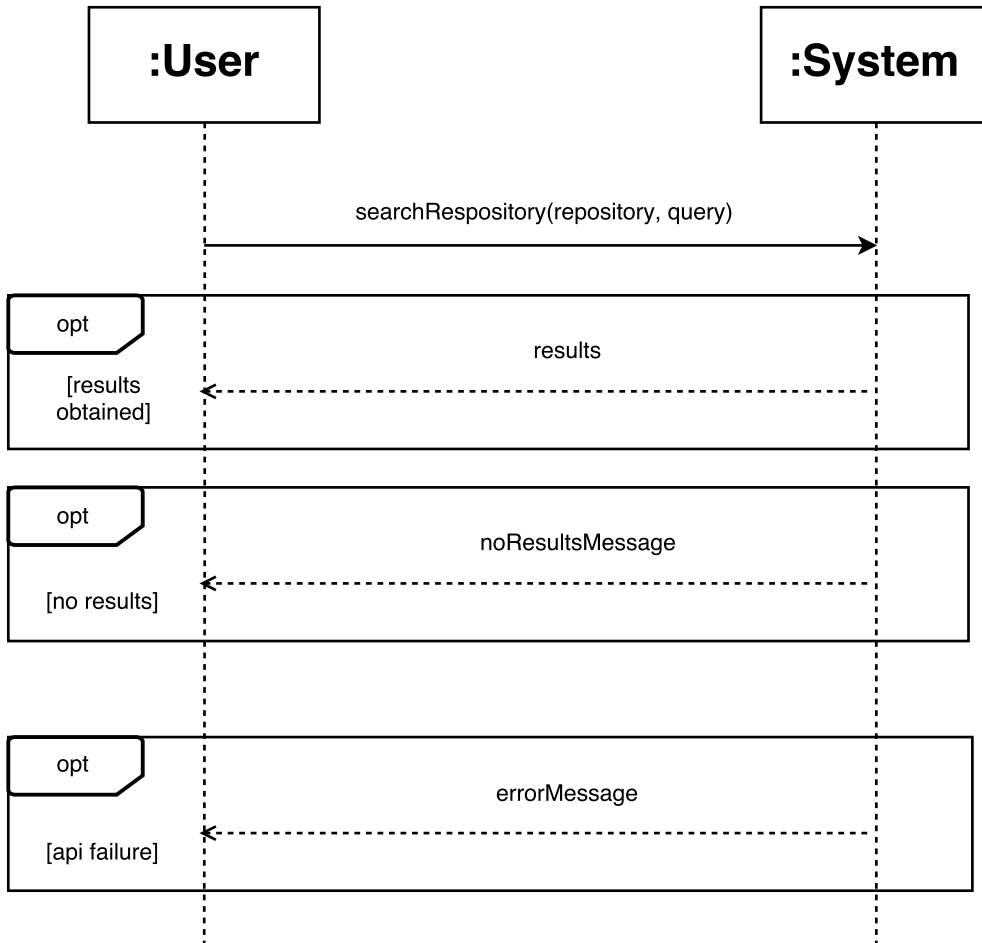 :User
:System
searchRespository(repository, query)
opt
results
[results
obtained]
opt
noResultsMessage
[no results]
opt
errorMessage
[api failure]